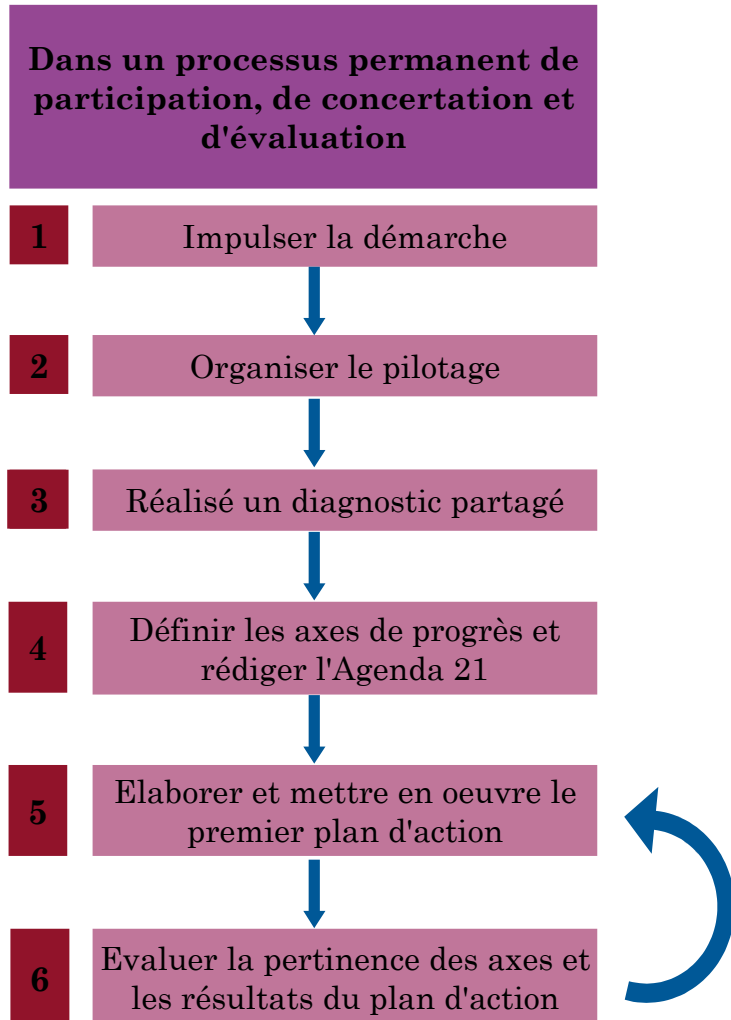 Dans un processus permanent de
participation, de concertation et
d'évaluation
1 Impulser la démarche
2 Organiser le pilotage
3 Réalisé un diagnostic partagé
4 Définir les axes de progrès et
rédiger l'Agenda 21
5 Elaborer et mettre en oeuvre le
premier plan d'action
6 Evaluer la pertinence des axes et
les résultats du plan d'action